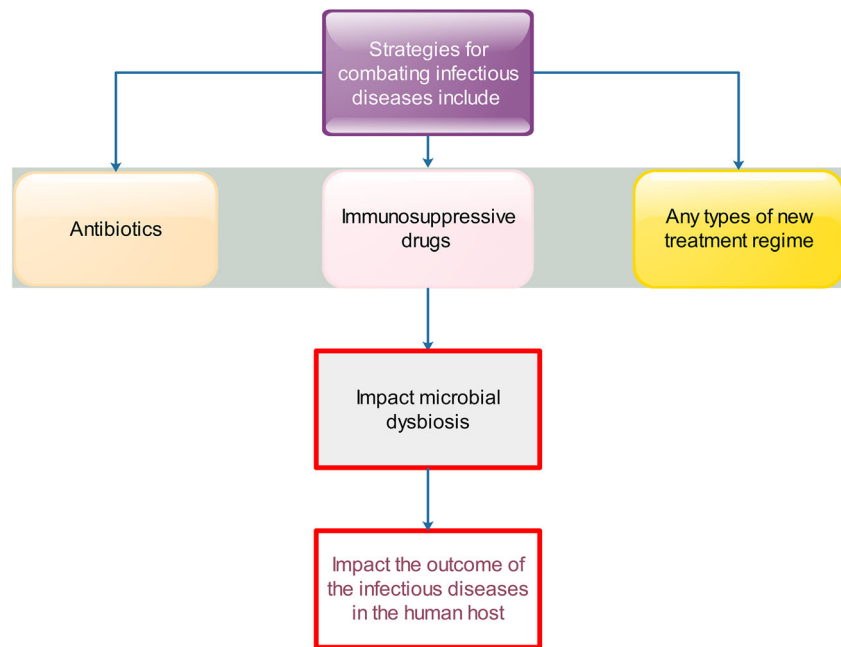 Strategies for
combating infectious
diseases include
Antibiotics
Immunosuppressive
drugs
Any types of new
treatment regime
Impact microbial
dysbiosis
Impact the outcome of
the infectious diseases
in the human host